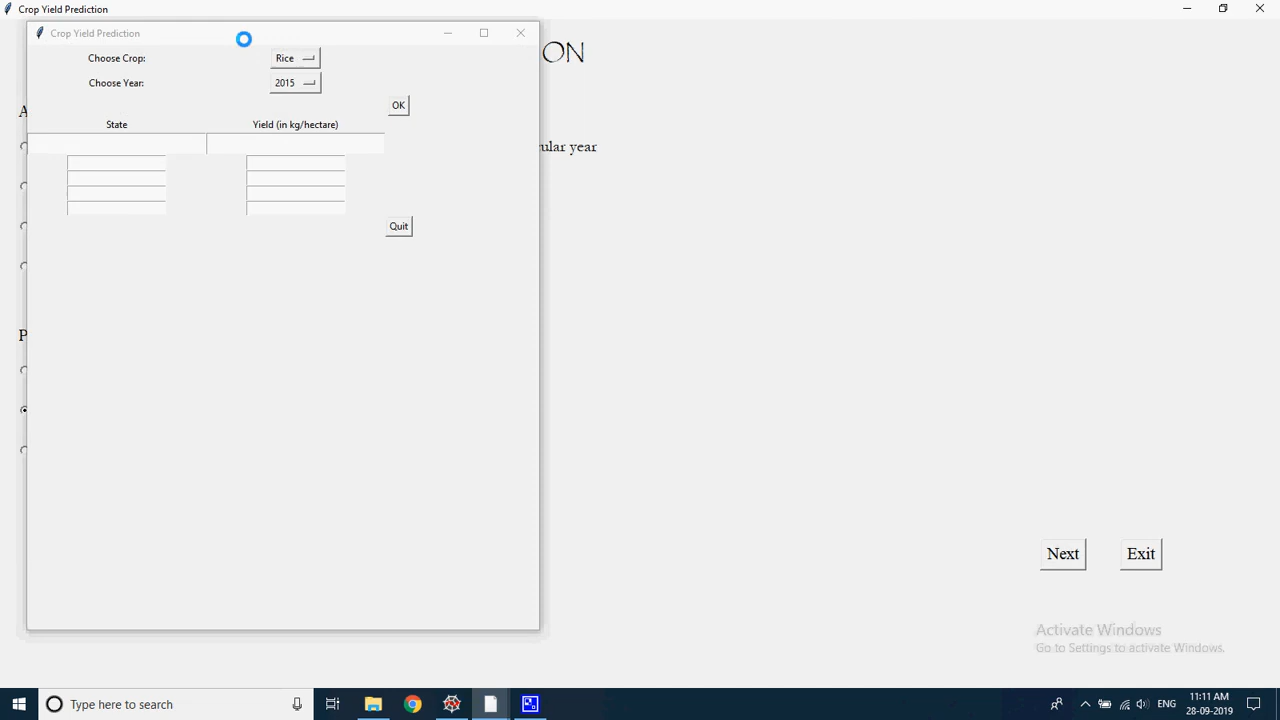 Crop Yield Prediction
Crop Yield Prediction
ON
Choose Crop: Rice
Choose Year: 2015
OK
A
State Yield (in kg/hectare)
cular year
Quit
P
Next Exit
Activate Windows
Go to Settings to activate Windows.
Type here to search
ENG
11:11 AM
28-09-2019